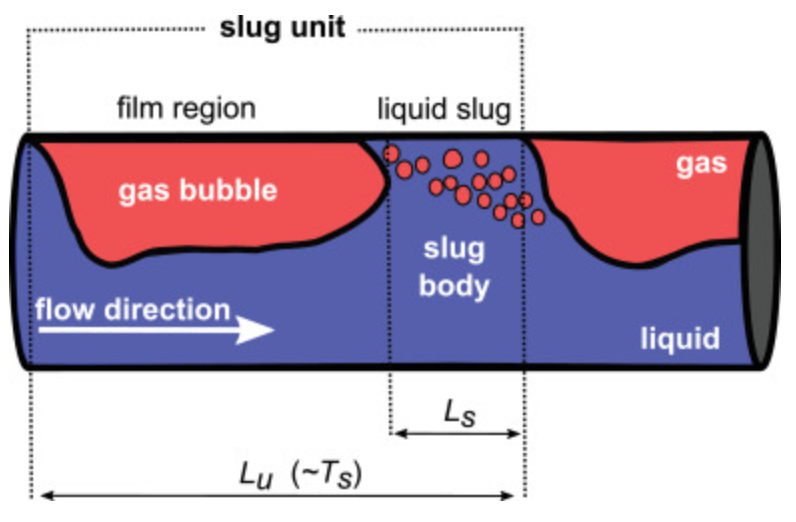 slug unit
film region
liquid slug
gas bubble
gas
slug
body
flow direction
liquid
Ls
Lu (~Ts)